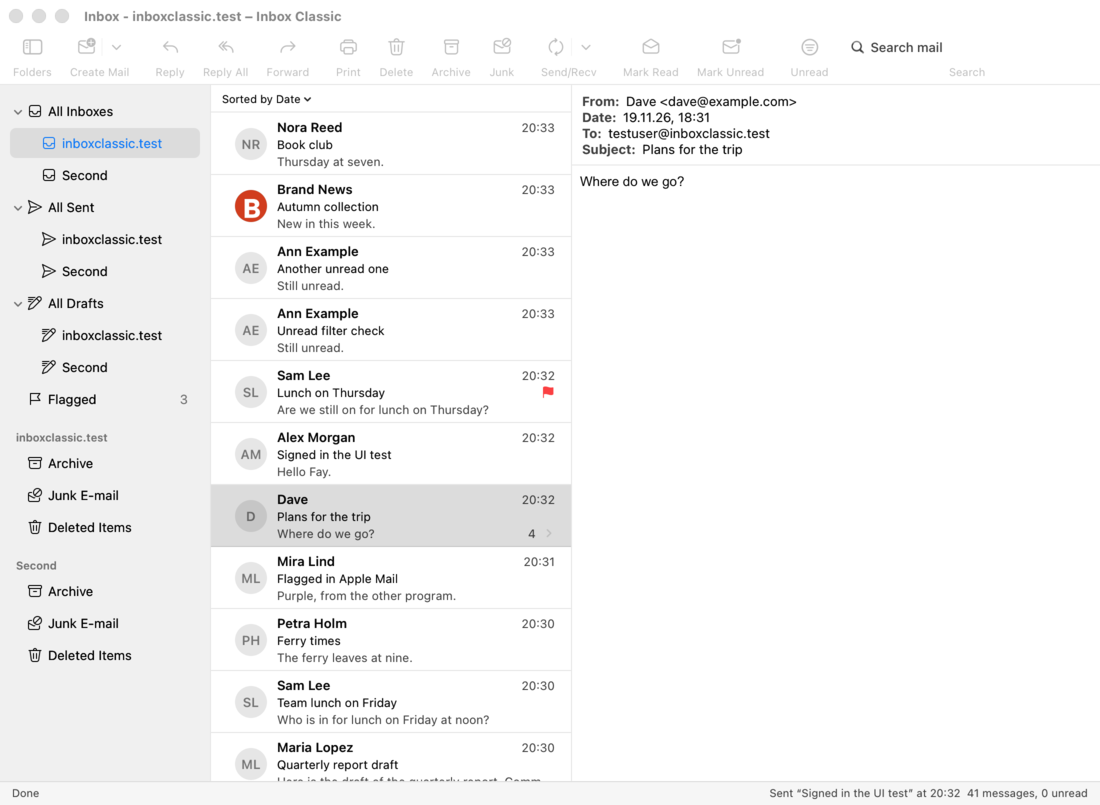 Inbox - inboxclassic.test – Inbox Classic
Folders
Create Mail
Reply
Reply All
Forward
Print
Delete
Archive
Junk
Send/Recv
Mark Read
Mark Unread
Unread
Search mail
Search
All Inboxes
inboxclassic.test
Second
All Sent
inboxclassic.test
Second
All Drafts
inboxclassic.test
Second
Flagged 3
inboxclassic.test
Archive
Junk E-mail
Deleted Items
Second
Archive
Junk E-mail
Deleted Items
Sorted by Date
NR
Nora Reed 20:33
Book club
Thursday at seven.
B
Brand News 20:33
Autumn collection
New in this week.
AE
Ann Example 20:33
Another unread one
Still unread.
AE
Ann Example 20:33
Unread filter check
Still unread.
SL
Sam Lee 20:32
Lunch on Thursday
Are we still on for lunch on Thursday?
AM
Alex Morgan 20:32
Signed in the UI test
Hello Fay.
D
Dave 20:32
Plans for the trip
Where do we go? 4
ML
Mira Lind 20:31
Flagged in Apple Mail
Purple, from the other program.
PH
Petra Holm 20:30
Ferry times
The ferry leaves at nine.
SL
Sam Lee 20:30
Team lunch on Friday
Who is in for lunch on Friday at noon?
ML
Maria Lopez 20:30
Quarterly report draft
Here is the draft of the quarterly report. Comm
From: Dave <dave@example.com>
Date: 19.11.26, 18:31
To: testuser@inboxclassic.test
Subject: Plans for the trip
Where do we go?
Done
Sent “Signed in the UI test” at 20:32 41 messages, 0 unread